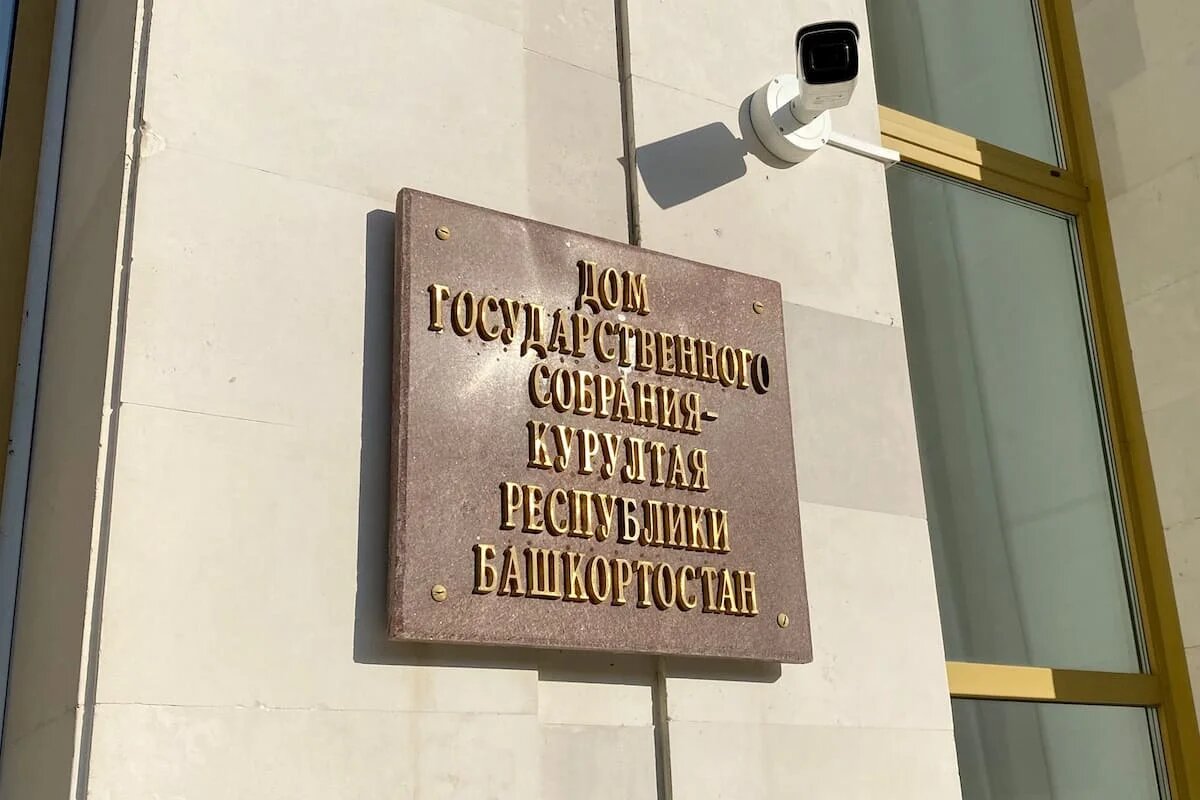 ДОМ
ГОСУДАРСТВЕННОГО
СОБРАНИЯ-
КУРУЛТАЯ
РЕСПУБЛИКИ
БАШКОРТОСТАН